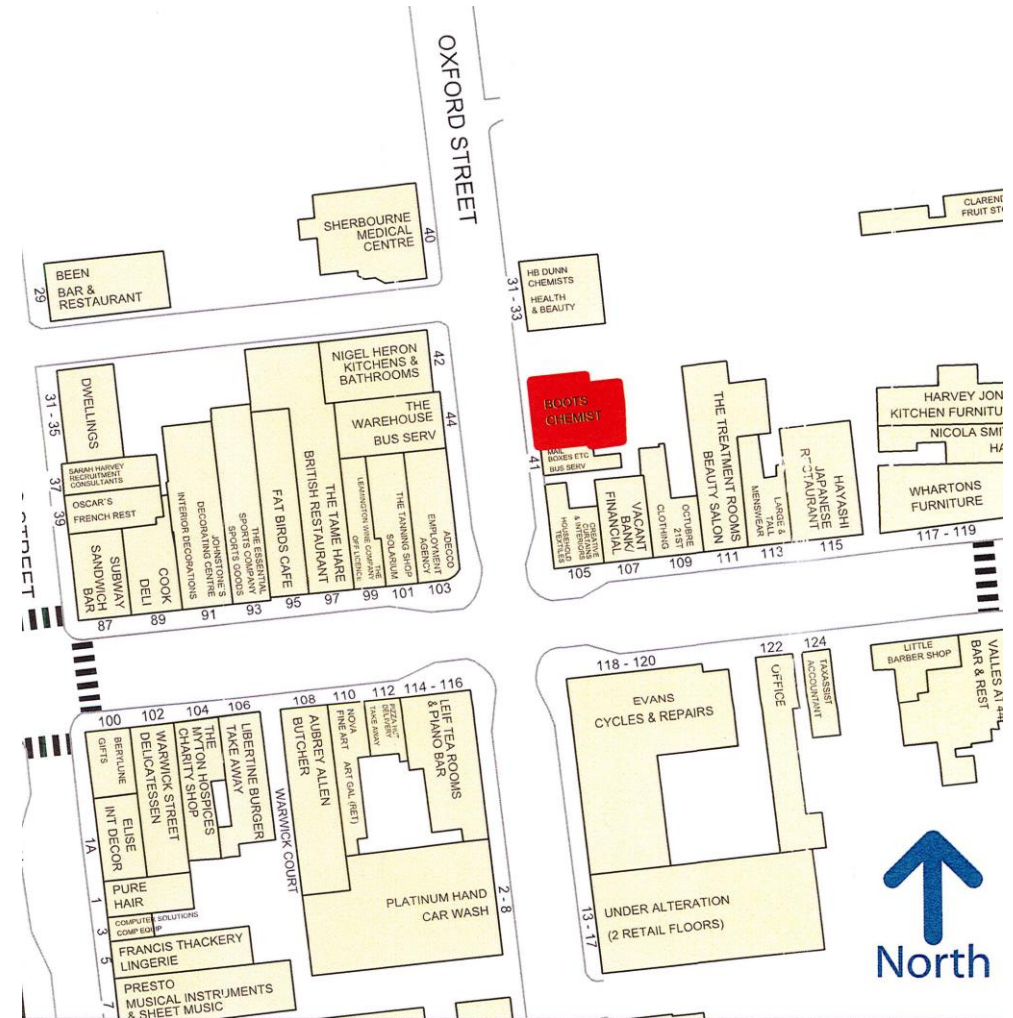 OXFORD STREET
CLAREND
FRUIT ST
SHERBOURNE
MEDICAL
CENTRE
40
BEEN
BAR &
RESTAURANT
29
31 - 33
HB DUNN
CHEMISTS
HEALTH
& BEAUTY
NIGEL HERON
KITCHENS &
BATHROOMS
42
THE
WAREHOUSE
BUS SERV
44
DWELLINGS
31 - 35
SARAH HARVEY
RECRUITMENT
CONSULTANTS
37
OSCAR'S
FRENCH REST
39
STREET
SUBWAY
SANDWICH
BAR
87
COOK
DELI
89
JOHNSTONE'S
DECORATING CENTRE
INTERIOR DECORATIONS
91
THE ESSENTIAL
SPORTS COMPANY
SPORTS GOODS
93
FAT BIRDS CAFE
95
THE TAME HARE
BRITISH RESTAURANT
97
THE
LEMINGTON WINE COMPANY
OFF LICENCE
99
THE TANNING SHOP
SOLARIUM
101
ADECCO
EMPLOYMENT
AGENCY
103
BOOTS
CHEMIST
41
MAIL
BOXES ETC
BUS SERV
CREATIVE
CURTAINS
& INTERIORS
HOUSEHOLD
TEXTILES
105
VACANT
BANK/
FINANCIAL
107
OCTUBRE
21ST
CLOTHING
109
THE TREATMENT ROOMS
BEAUTY SALON
111
LARGE &
TALL
MENSWEAR
113
HAYASHI
JAPANESE
RESTAURANT
115
HARVEY JON
KITCHEN FURNITU
NICOLA SMI
HA
WHARTONS
FURNITURE
117 - 119
100
102
104
106
108
110
112
114 - 116
BERYLUNE
GIFTS
ELISE
INT DECOR
1A
WARWICK STREET
DELICATESSEN
THE
MYTON HOSPICES
CHARITY SHOP
LIBERTINE BURGER
TAKE AWAY
WARWICK COURT
AUBREY ALLEN
BUTCHER
NOVA
FINE ART
ART GAL (RET)
PIZZA HUT
DELIVERY
TAKE AWAY
LEIF TEA ROOMS
& PIANO BAR
PLATINUM HAND
CAR WASH
2 - 8
PURE
HAIR
1
COMPUTER SOLUTIONS
COMP EQUIP
3
FRANCIS THACKERY
LINGERIE
5
PRESTO
MUSICAL INSTRUMENTS
& SHEET MUSIC
7
118 - 120
EVANS
CYCLES & REPAIRS
122
OFFICE
124
TAXASSIST
ACCOUNTANT
LITTLE
BARBER SHOP
VALLES AT 44
BAR & REST
UNDER ALTERATION
(2 RETAIL FLOORS)
13 - 17
North